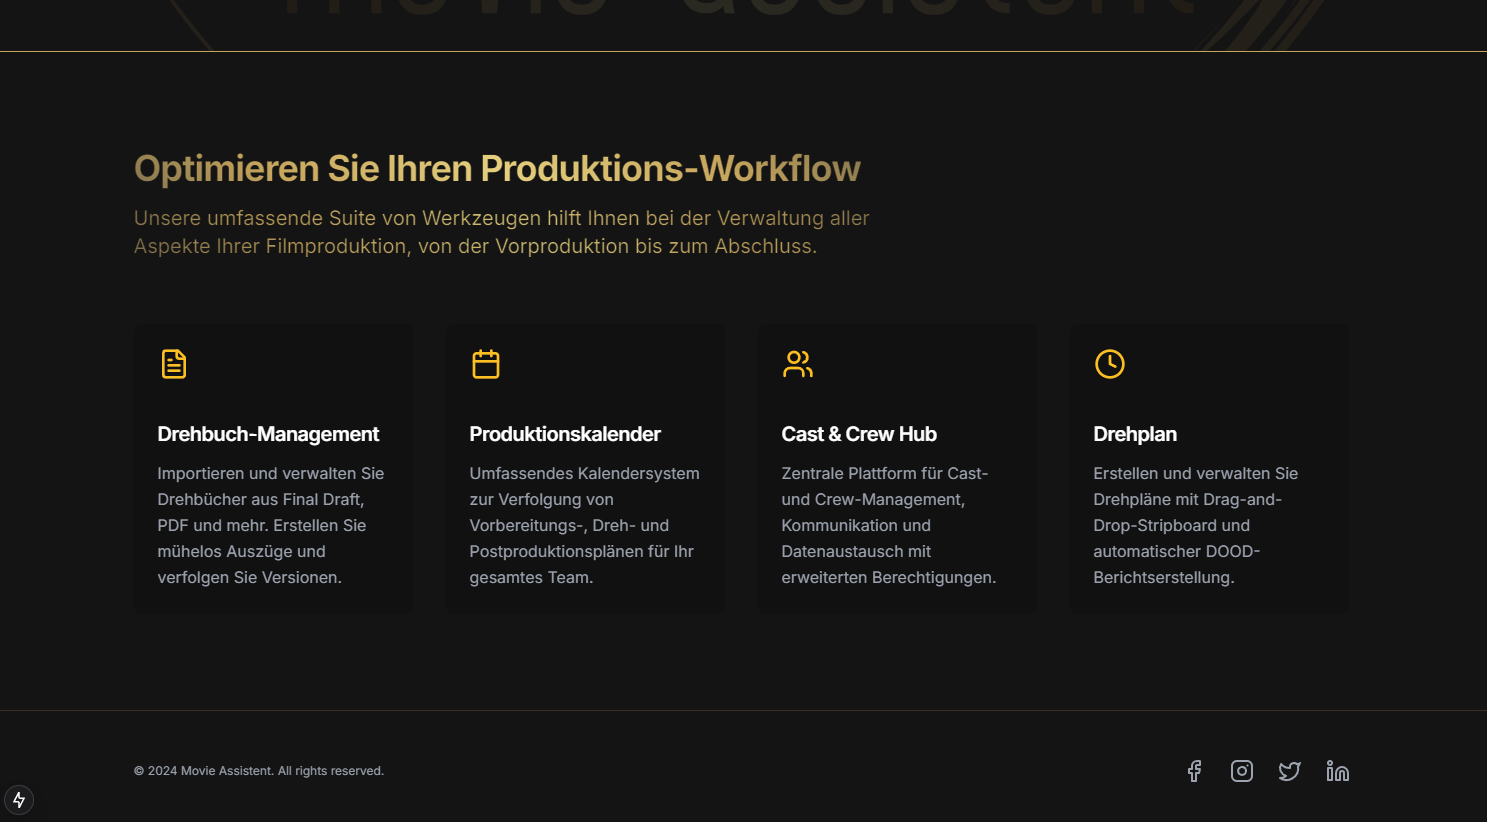 movie assistent
Optimieren Sie Ihren Produktions-Workflow
Unsere umfassende Suite von Werkzeugen hilft Ihnen bei der Verwaltung aller
Aspekte Ihrer Filmproduktion, von der Vorproduktion bis zum Abschluss.
Drehbuch-Management
Importieren und verwalten Sie
Drehbücher aus Final Draft,
PDF und mehr. Erstellen Sie
mühelos Auszüge und
verfolgen Sie Versionen.
Produktionskalender
Umfassendes Kalendersystem
zur Verfolgung von
Vorbereitungs-, Dreh- und
Postproduktionsplänen für Ihr
gesamtes Team.
Cast & Crew Hub
Zentrale Plattform für Cast-
und Crew-Management,
Kommunikation und
Datenaustausch mit
erweiterten Berechtigungen.
Drehplan
Erstellen und verwalten Sie
Drehpläne mit Drag-and-
Drop-Stripboard und
automatischer DOOD-
Berichtserstellung.
© 2024 Movie Assistent. All rights reserved.